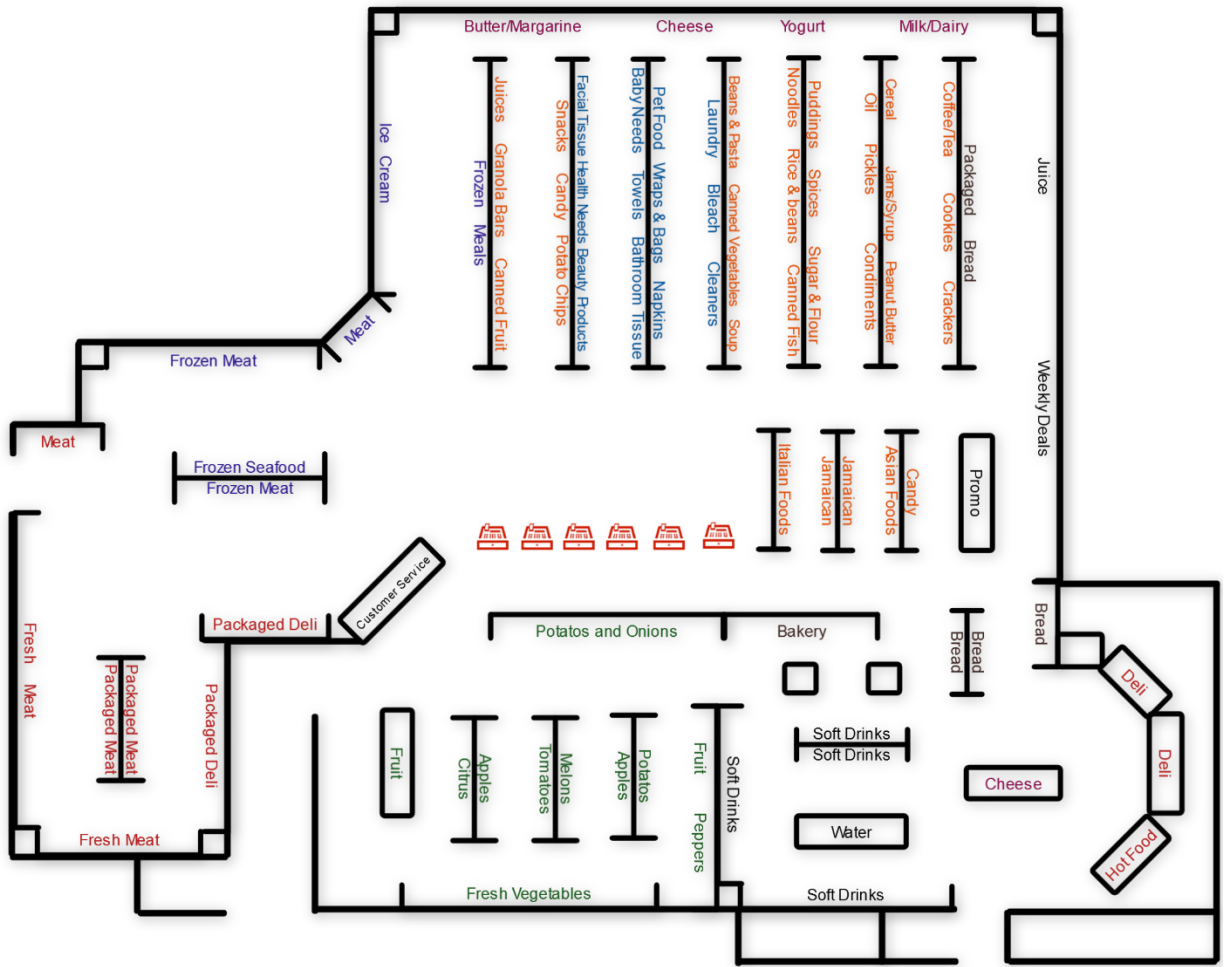 Butter/Margarine
Cheese
Yogurt
Milk/Dairy
Ice Cream
Frozen Meals
Juices Granola Bars Canned Fruit
Snacks Candy Potato Chips
Facial Tissue Health Needs Beauty Products
Baby Needs Towels Bathroom Tissue
Pet Food Wraps & Bags Napkins
Laundry Bleach Cleaners
Beans & Pasta Canned Vegetables Soup
Noodles Rice & beans Canned Fish
Puddings Spices Sugar & Flour
Oil Pickles Condiments
Cereal Jams/Syrup Peanut Butter
Coffee/Tea Cookies Crackers
Packaged Bread
Juice
Weekly Deals
Meat
Frozen Meat
Meat
Frozen Seafood
Frozen Meat
Italian Foods
Jamaican
Jamaican
Asian Foods
Candy
Promo
Customer Service
Packaged Deli
Fresh Meat
Packaged Meat
Packaged Meat
Packaged Deli
Fresh Meat
Potatos and Onions
Bakery
Bread
Bread
Bread
Deli
Deli
Hot Food
Cheese
Fruit
Citrus
Apples
Tomatoes
Melons
Apples
Potatos
Fruit Peppers
Soft Drinks
Soft Drinks
Soft Drinks
Water
Fresh Vegetables
Soft Drinks